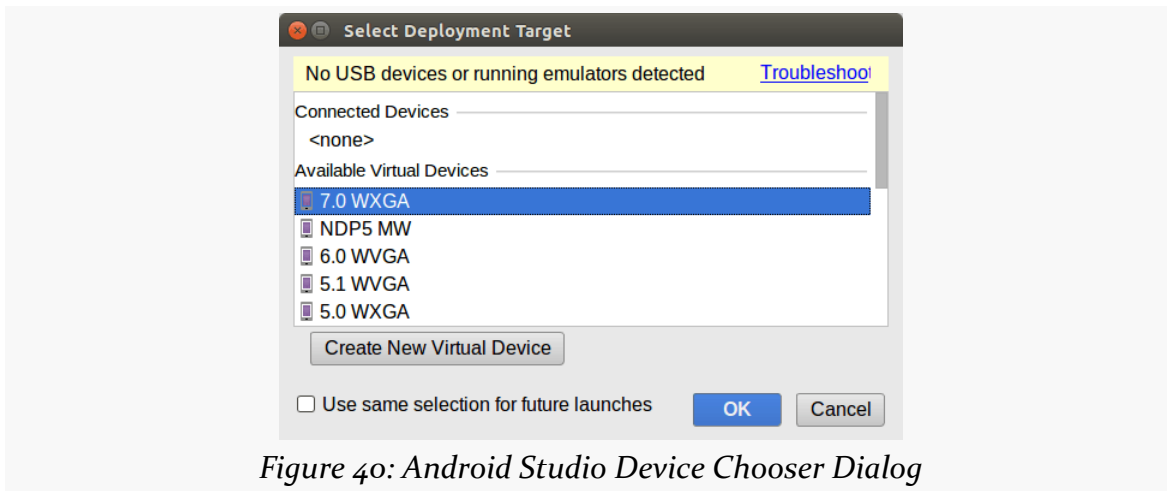 Select Deployment Target
No USB devices or running emulators detected Troubleshoot
Connected Devices
<none>
Available Virtual Devices
7.0 WXGA
NDP5 MW
6.0 WVGA
5.1 WVGA
5.0 WXGA
Create New Virtual Device
Use same selection for future launches OK Cancel
Figure 40: Android Studio Device Chooser Dialog